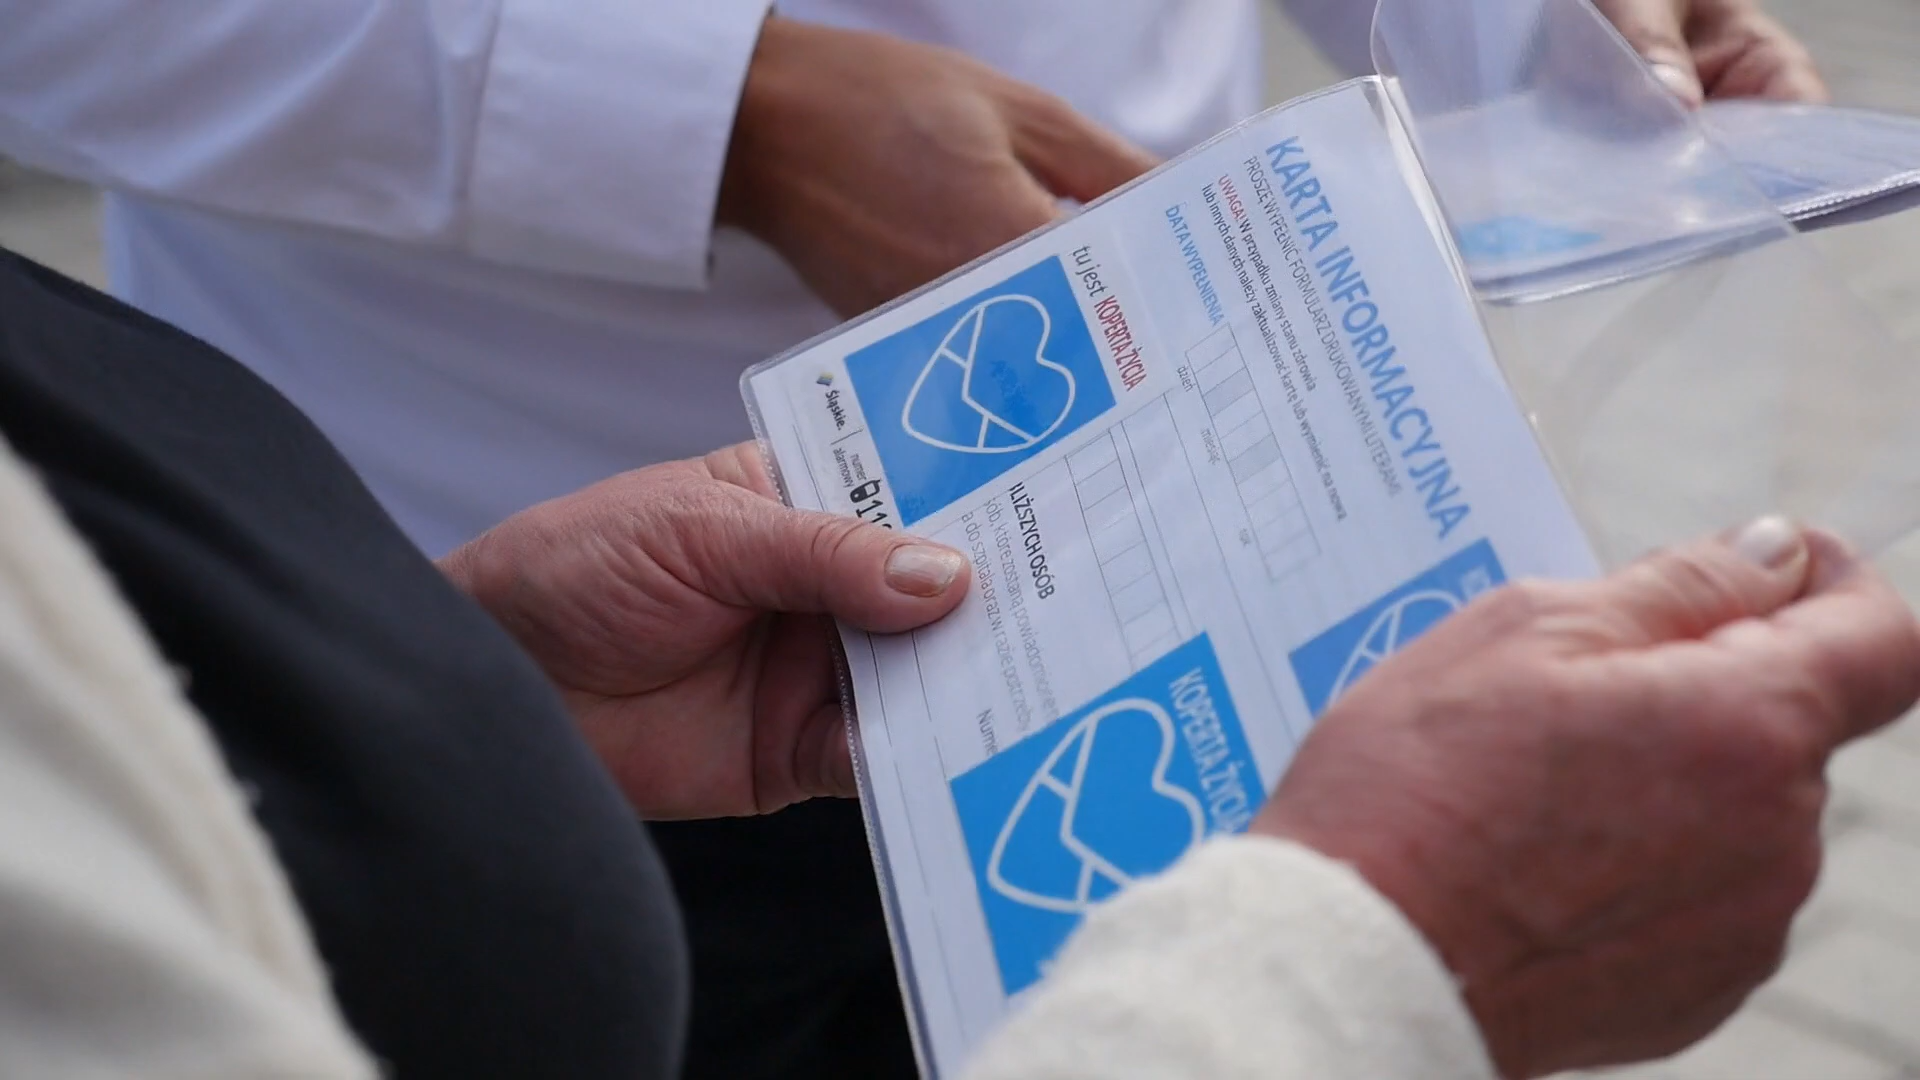 KARTA INFORMACYJNA
PROSZĘ WYPEŁNIĆ FORMULARZ DRUKOWANYMI LITERAMI
UWAGA! W przypadku zmiany stanu zdrowia
lub innych danych należy zaktualizować kartę lub wymienić na nową
DATA WYPEŁNIENIA
dzień
miesiąc
rok
tu jest KOPERTA ŻYCIA
Śląskie.
numer
alarmowy
LIŻSZYCH OSÓB
sób, które zostaną powiadomione
a do szpitala oraz w razie potrzeby
Nume
KOPERTA ŻYCIA